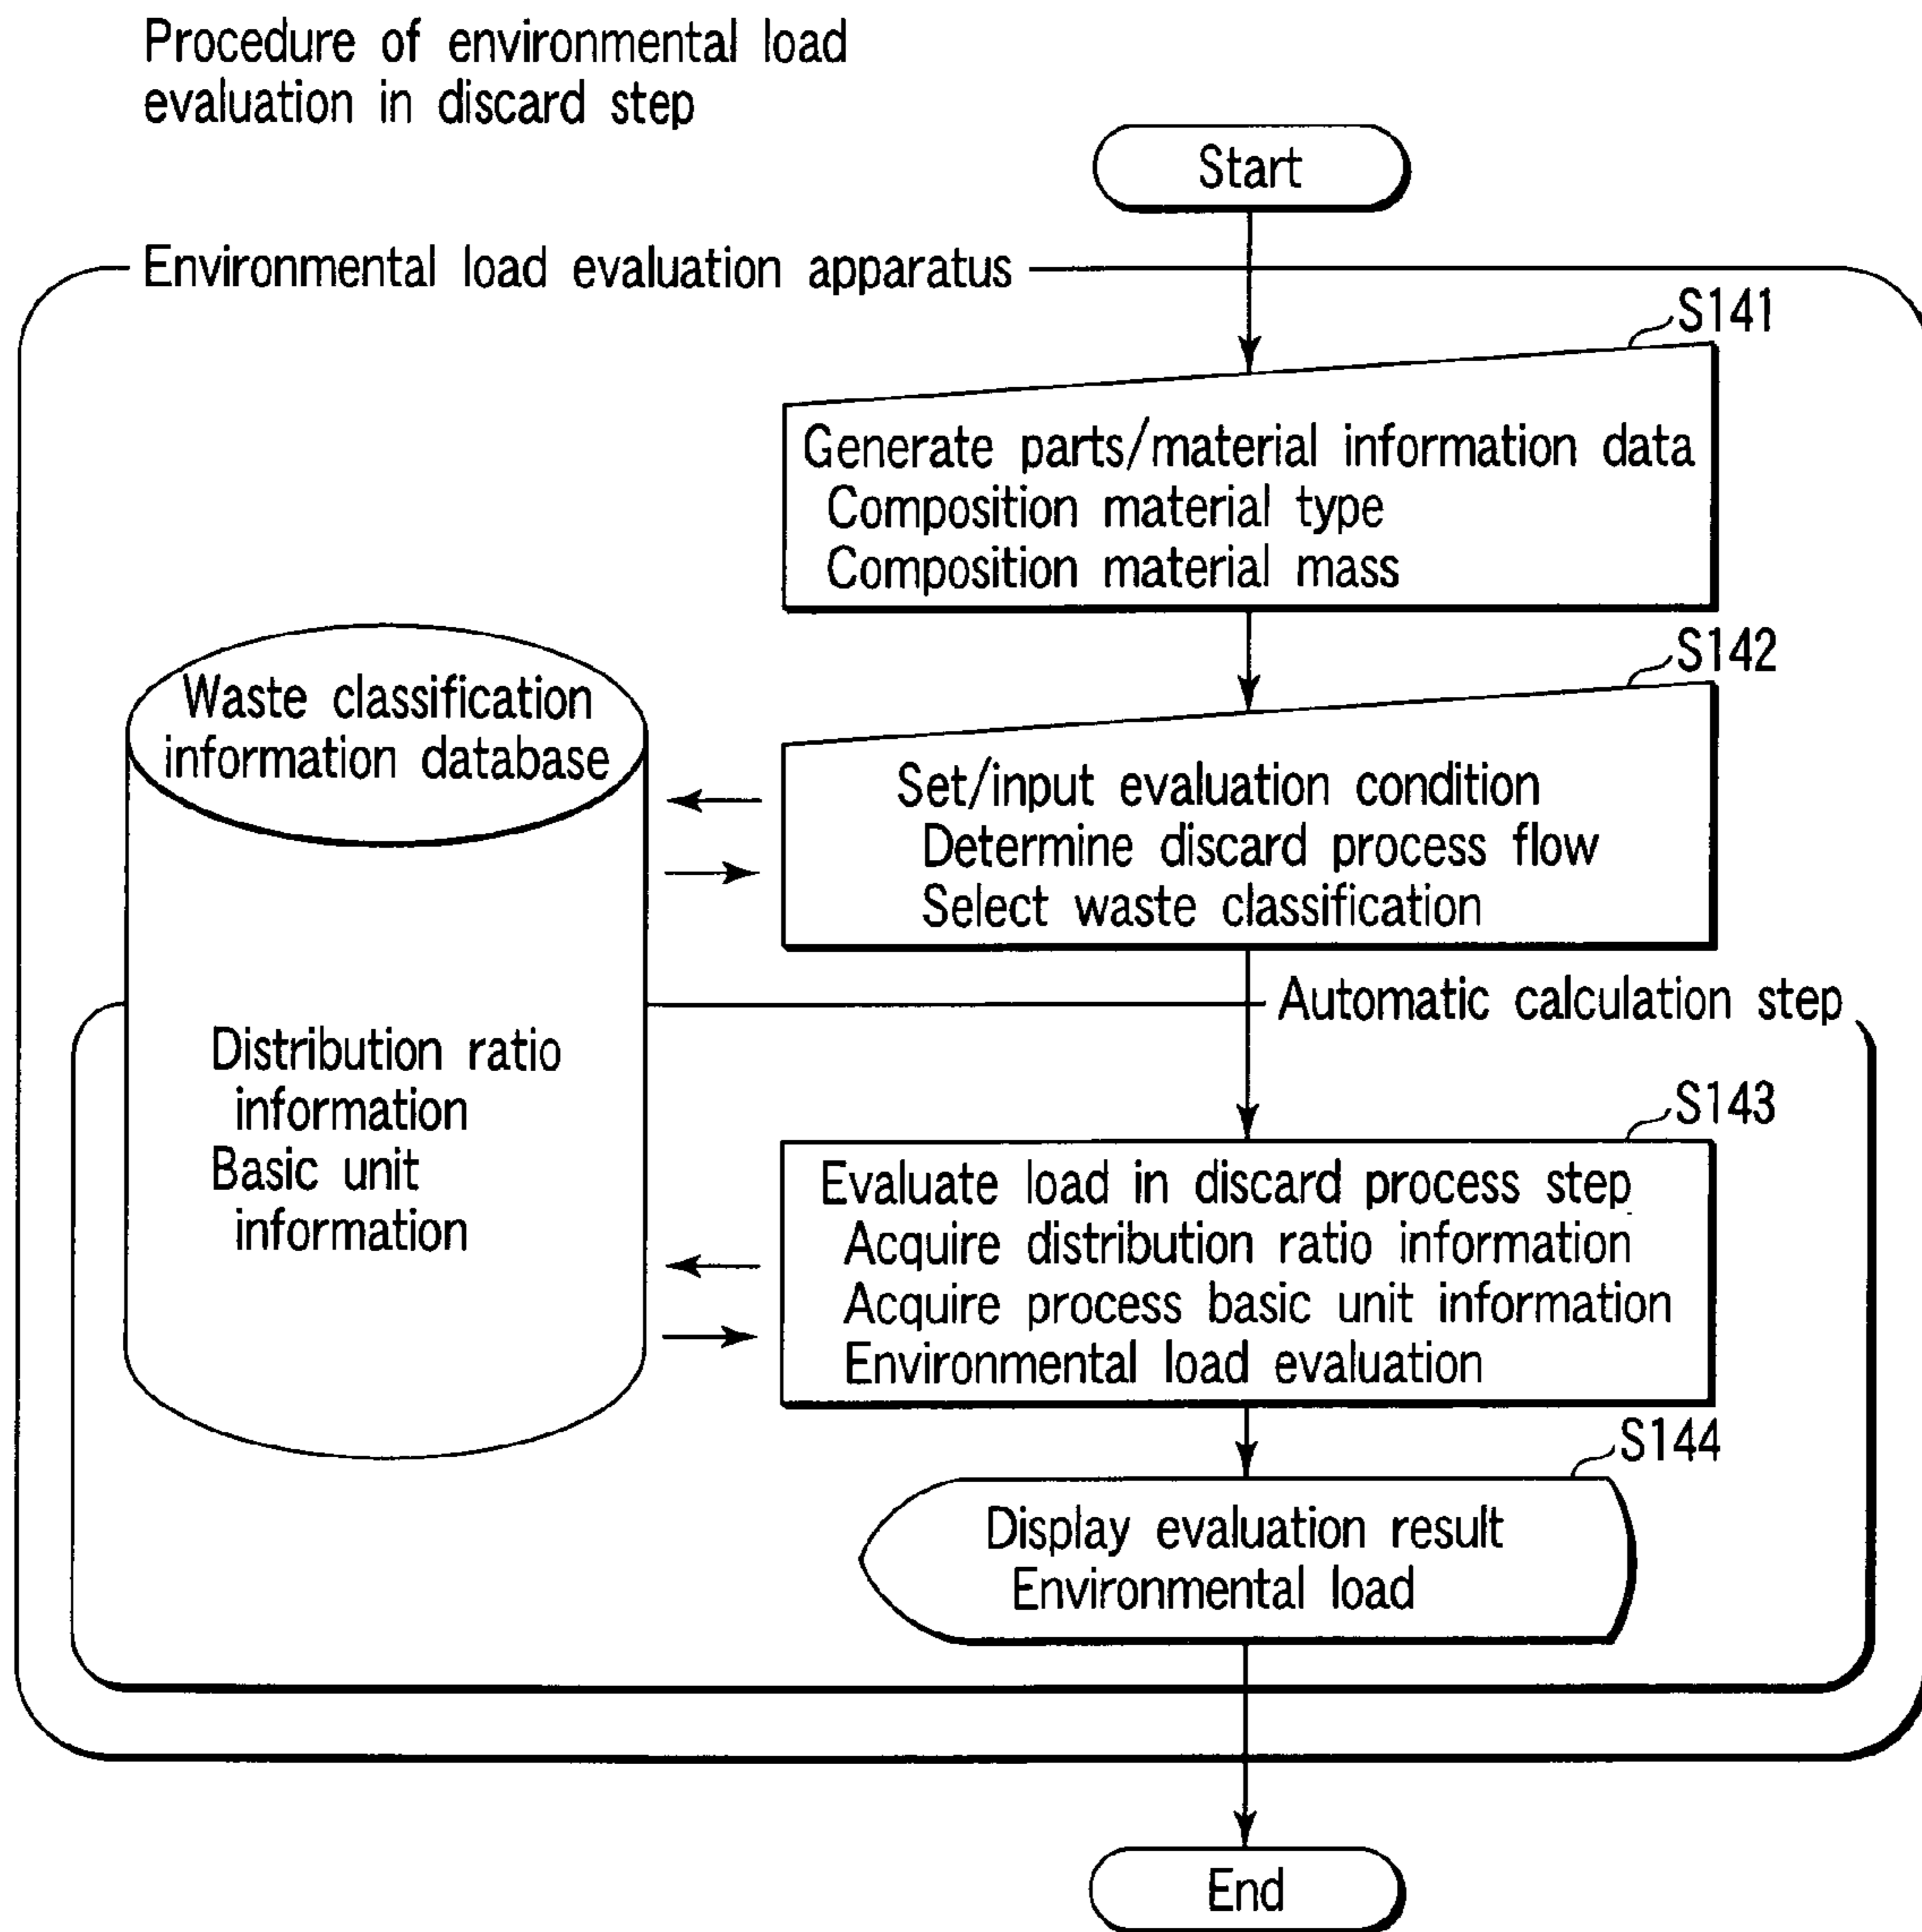 Procedure of environmental load
evaluation in discard step
Start
Environmental load evaluation apparatus
S141
Generate parts/material information data
Composition material type
Composition material mass
S142
Waste classification
information database
Set/input evaluation condition
Determine discard process flow
Select waste classification
Automatic calculation step
Distribution ratio
information
Basic unit
information
S143
Evaluate load in discard process step
Acquire distribution ratio information
Acquire process basic unit information
Environmental load evaluation
S144
Display evaluation result
Environmental load
End